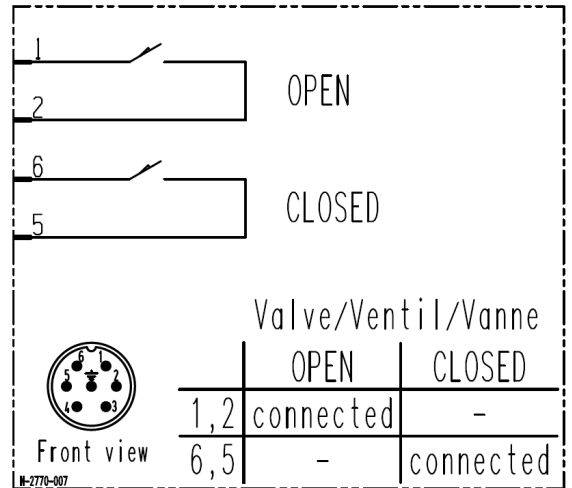 1
OPEN
2
6
CLOSED
5
Valve/Ventil/Vanne
OPEN CLOSED
1,2 connected -
6,5 - connected
6 1
5 2
4 3
Front view
N-2770-007